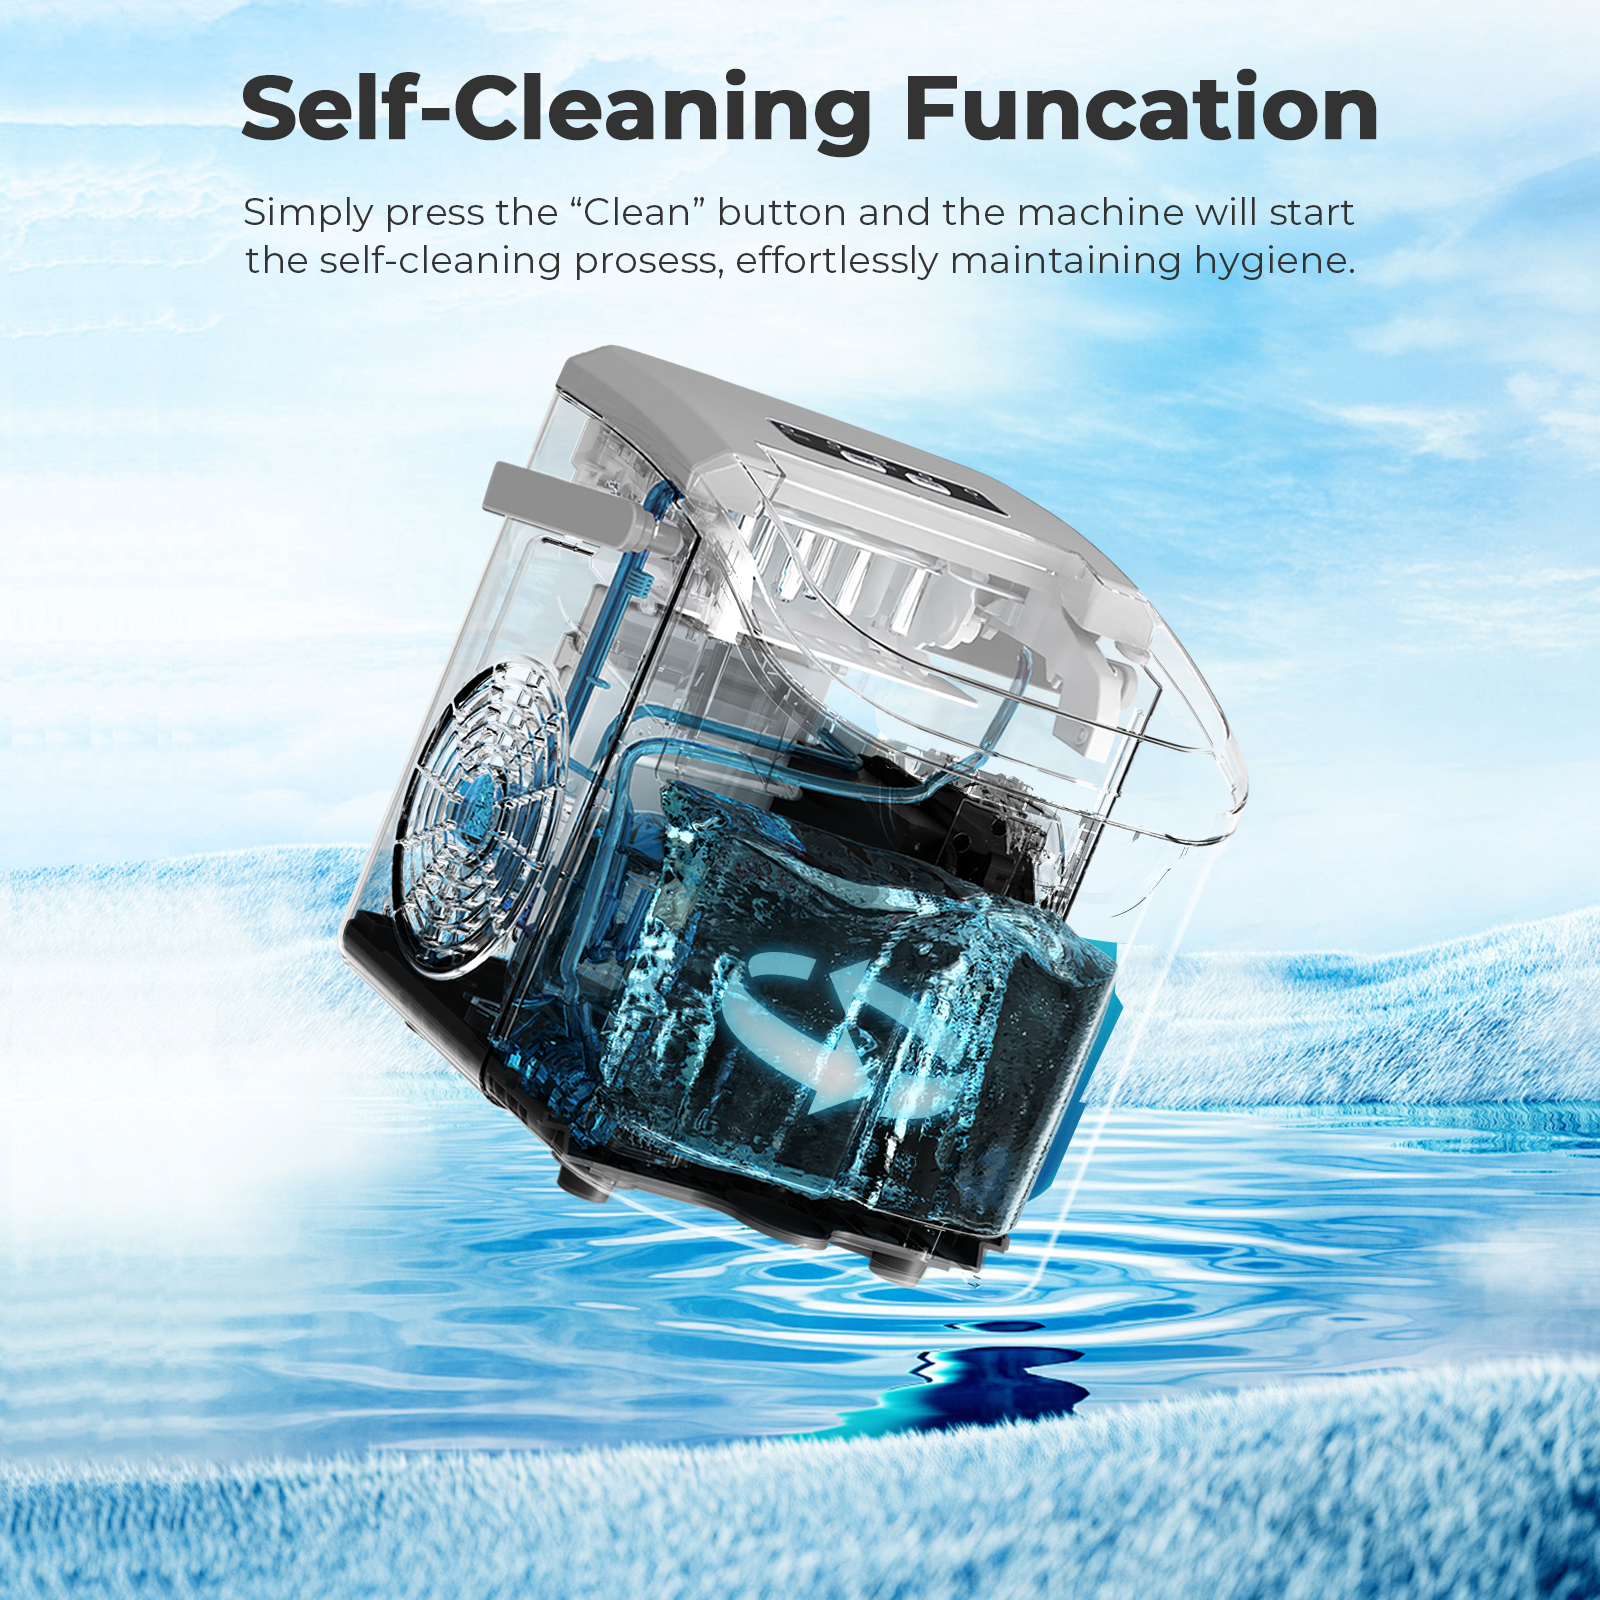 Self-Cleaning Funcation
Simply press the “Clean” button and the machine will start
the self-cleaning prosess, effortlessly maintaining hygiene.